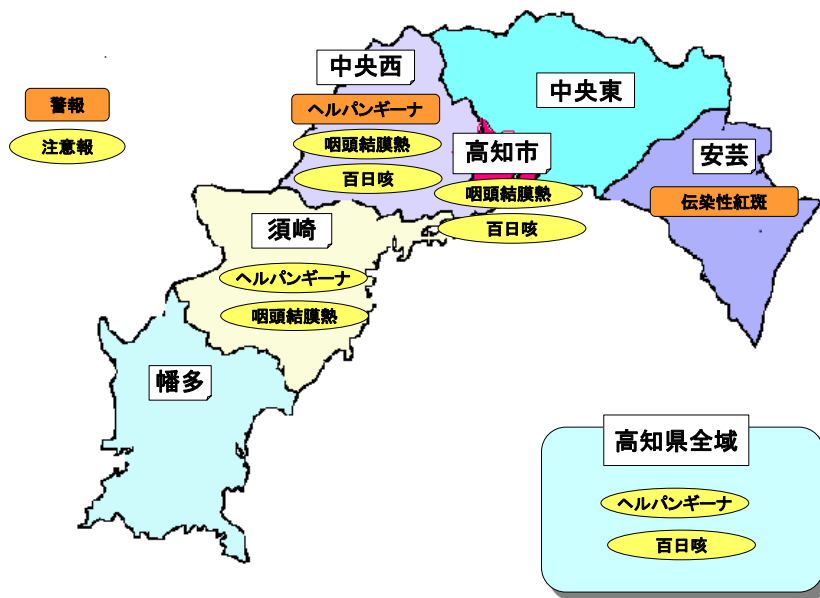 警報
注意報
中央西
ヘルパンギーナ
咽頭結膜熱
百日咳
中央東
高知市
咽頭結膜熱
百日咳
安芸
伝染性紅斑
須崎
ヘルパンギーナ
咽頭結膜熱
幡多
高知県全域
ヘルパンギーナ
百日咳